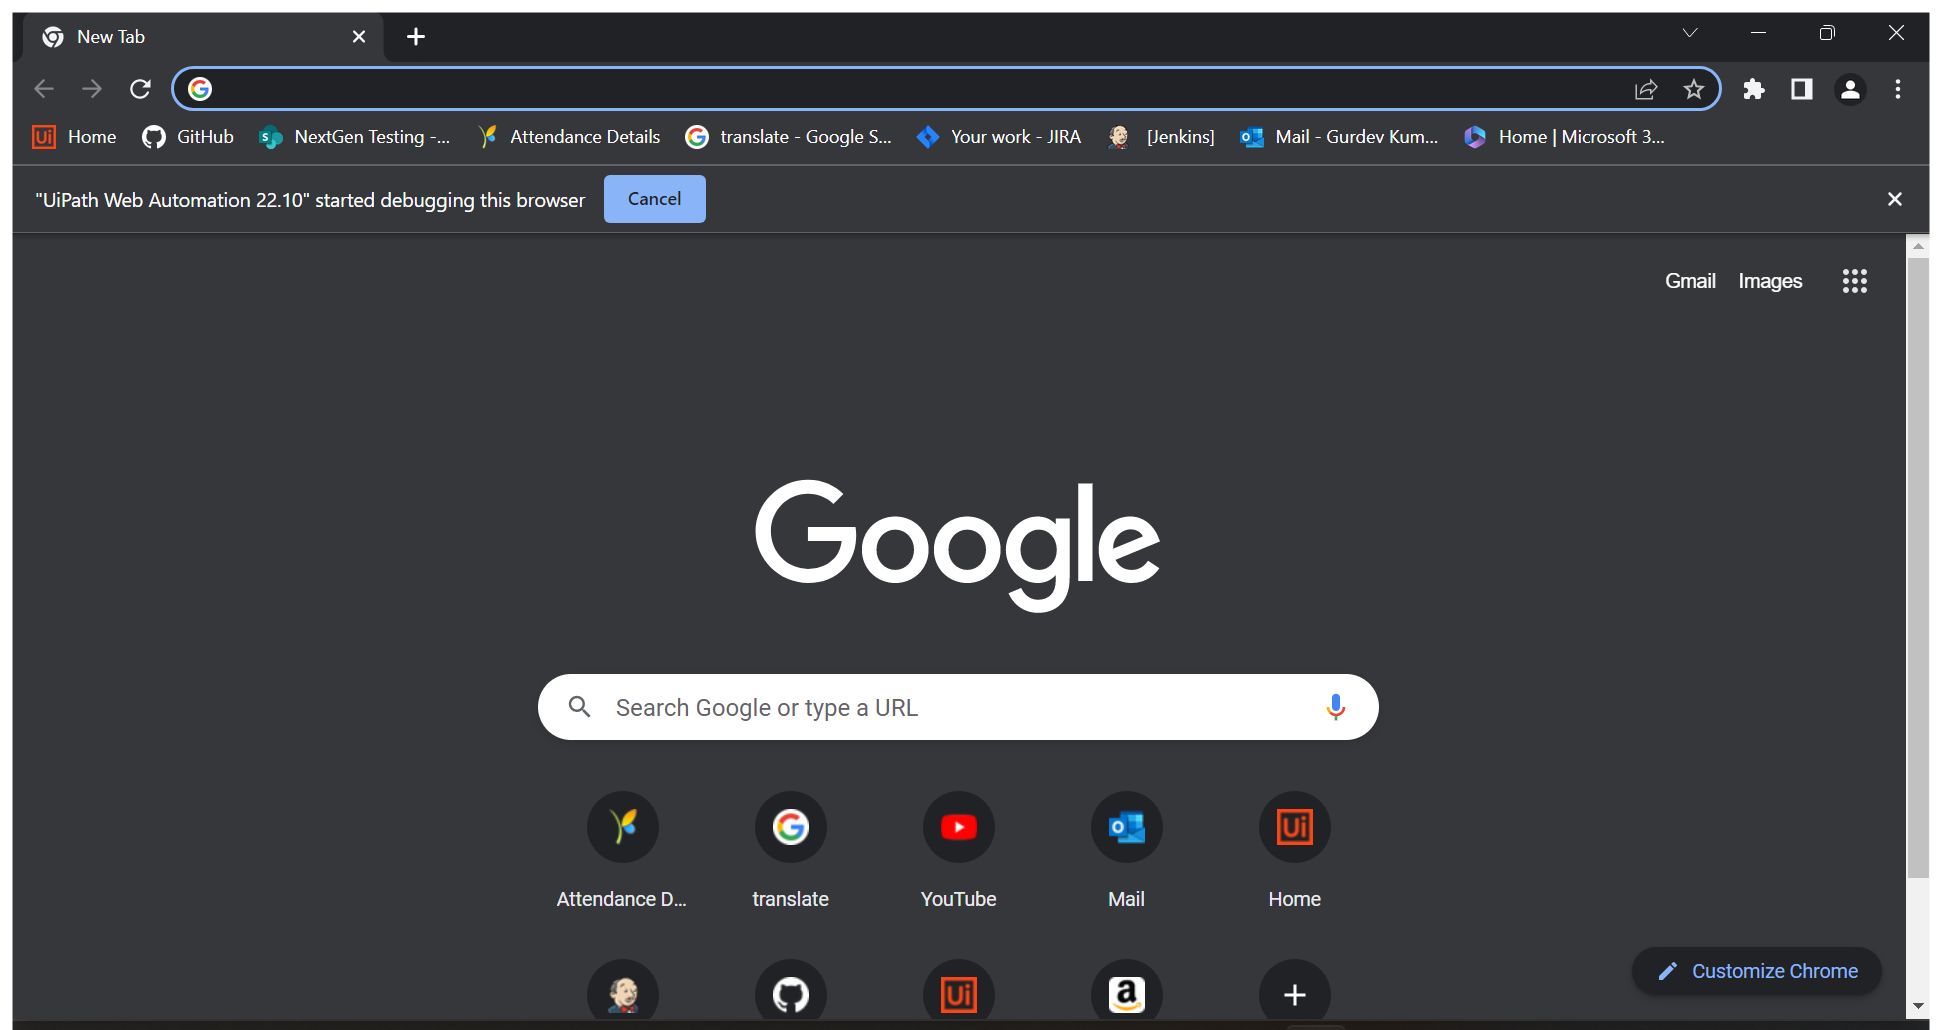 New Tab
Home GitHub NextGen Testing -... Attendance Details translate - Google S... Your work - JIRA [Jenkins] Mail - Gurdev Kum... Home | Microsoft 3...
"UiPath Web Automation 22.10" started debugging this browser Cancel
Gmail Images
Google
Search Google or type a URL
Attendance D... translate YouTube Mail Home
Customize Chrome